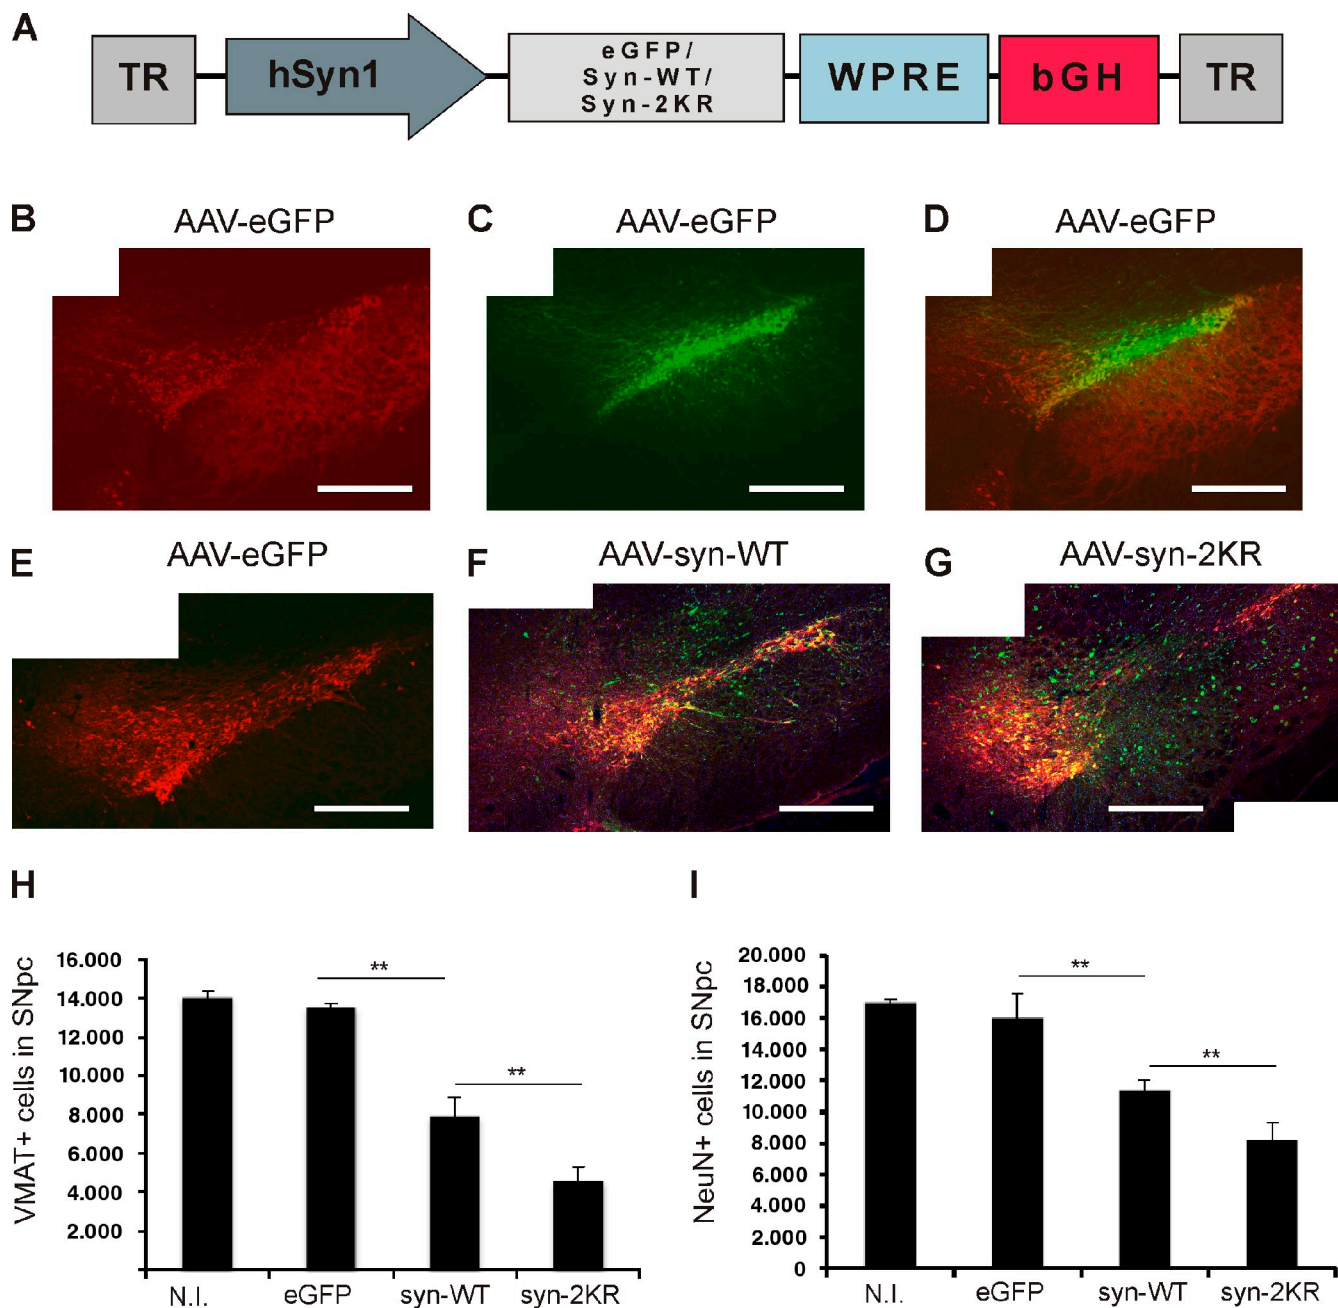 A
TR
hSyn1
eGFP/
Syn-WT/
Syn-2KR
WPRE
bGH
TR
B
AAV-eGFP
C
AAV-eGFP
D
AAV-eGFP
E
AAV-eGFP
F
AAV-syn-WT
G
AAV-syn-2KR
H
VMAT+ cells in SNpc
16.000
14.000
12.000
10.000
8.000
6.000
4.000
2.000
**
**
N.I.
eGFP
syn-WT
syn-2KR
I
NeuN+ cells in SNpc
20.000
18.000
16.000
14.000
12.000
10.000
8.000
6.000
4.000
2.000
0
**
**
N.I.
eGFP
syn-WT
syn-2KR